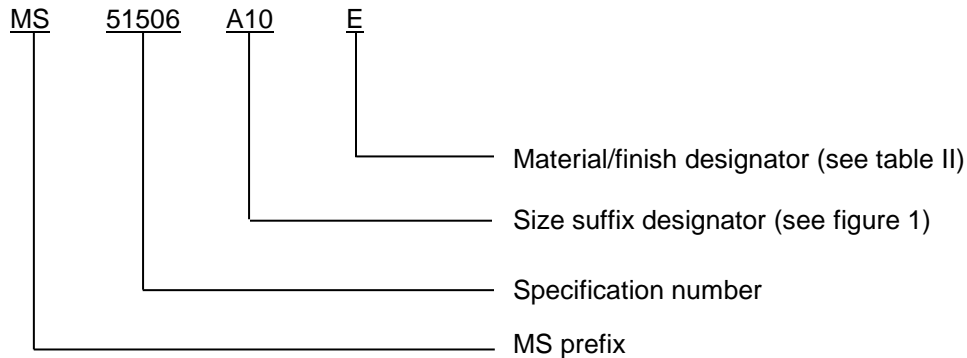 MS 51506 A10 E
Material/finish designator (see table II)
Size suffix designator (see figure 1)
Specification number
MS prefix